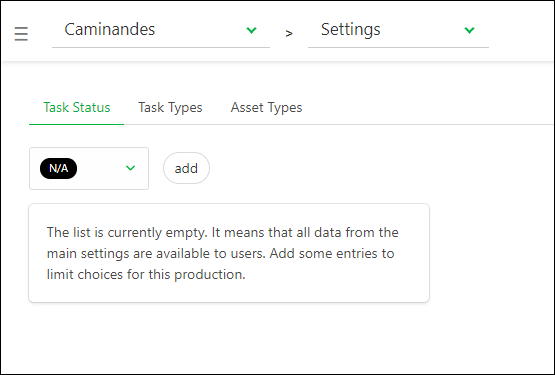 Caminandes > Settings
Task Status Task Types Asset Types
N/A add
The list is currently empty. It means that all data from the
main settings are available to users. Add some entries to
limit choices for this production.